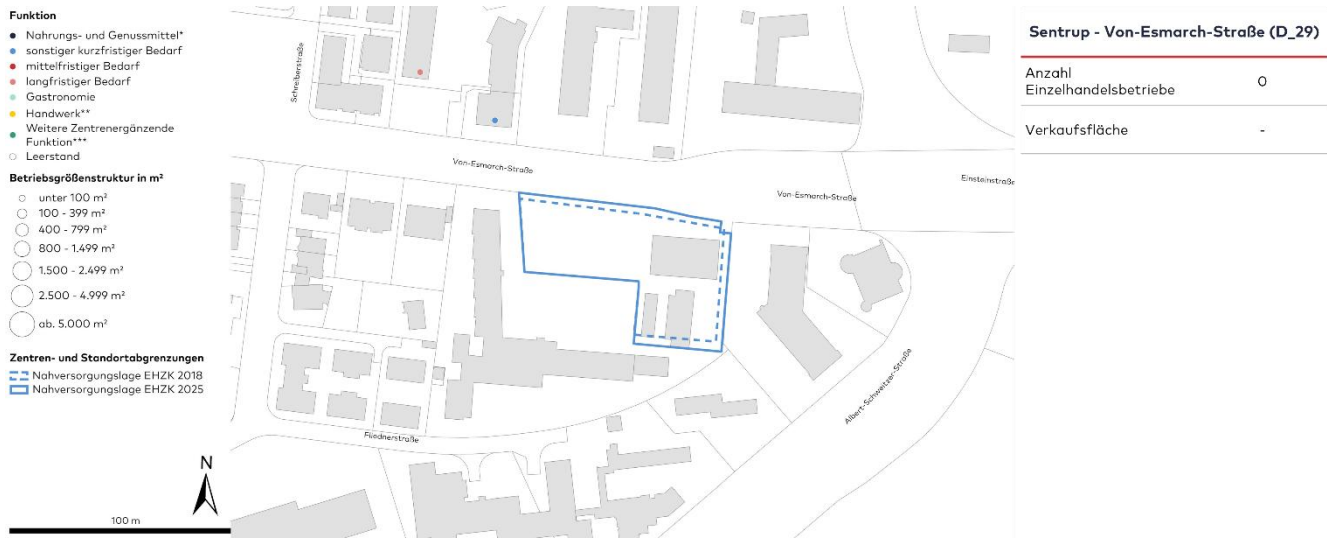 Funktion
Nahrungs- und Genussmittel*
sonstiger kurzfristiger Bedarf
mittelfristiger Bedarf
langfristiger Bedarf
Gastronomie
Handwerk**
Weitere Zentrenergänzende
Funktion***
Leerstand
Betriebsgrößenstruktur in m²
unter 100 m²
100 - 399 m²
400 - 799 m²
800 - 1.499 m²
1.500 - 2.499 m²
2.500 - 4.999 m²
ab. 5.000 m²
Zentren- und Standortabgrenzungen
Nahversorgungslage EHZK 2018
Nahversorgungslage EHZK 2025
N
100 m
Schreiberstraße
Von-Esmarch-Straße
Von-Esmarch-Straße
Einsteinstraße
Albert-Schweitzer-Straße
Fliednerstraße
Sentrup - Von-Esmarch-Straße (D_29)
Anzahl
Einzelhandelsbetriebe 0
Verkaufsfläche -